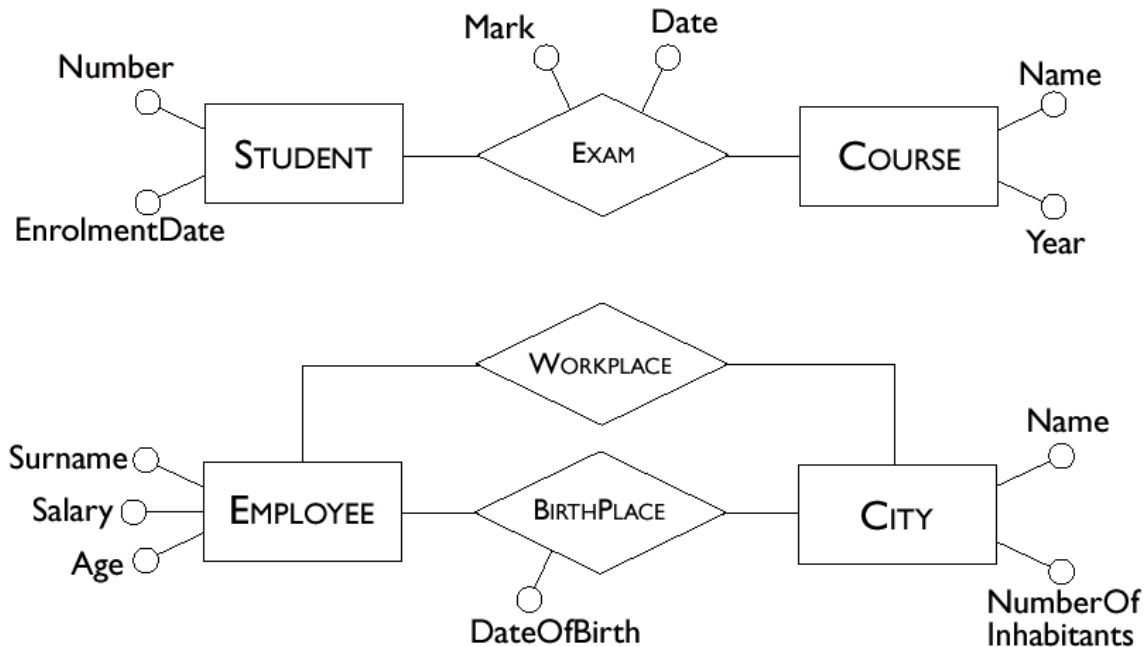 Mark
Date
Number
Name
STUDENT
EXAM
COURSE
EnrolmentDate
Year
WORKPLACE
Name
Surname
Salary
EMPLOYEE
BIRTHPLACE
CITY
Age
DateOfBirth
NumberOf
Inhabitants